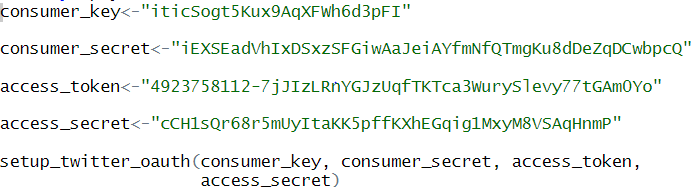 consumer_key<-"iticSogt5Kux9AqXFWh6d3pFI"
consumer_secret<-"iEXSEadVhIxDSxzSFGiwAaJeiAYfmNfQTmgKu8dDeZqDCwbpcQ"
access_token<-"4923758112-7jJIzLRnYGJzUqfTKTca3WurySlevy77tGAm0Yo"
access_secret<-"cCH1sQr68r5mUyItaKK5pffKXhEGqig1MxyM8VSAqHnmP"
setup_twitter_oauth(consumer_key, consumer_secret, access_token,
access_secret)